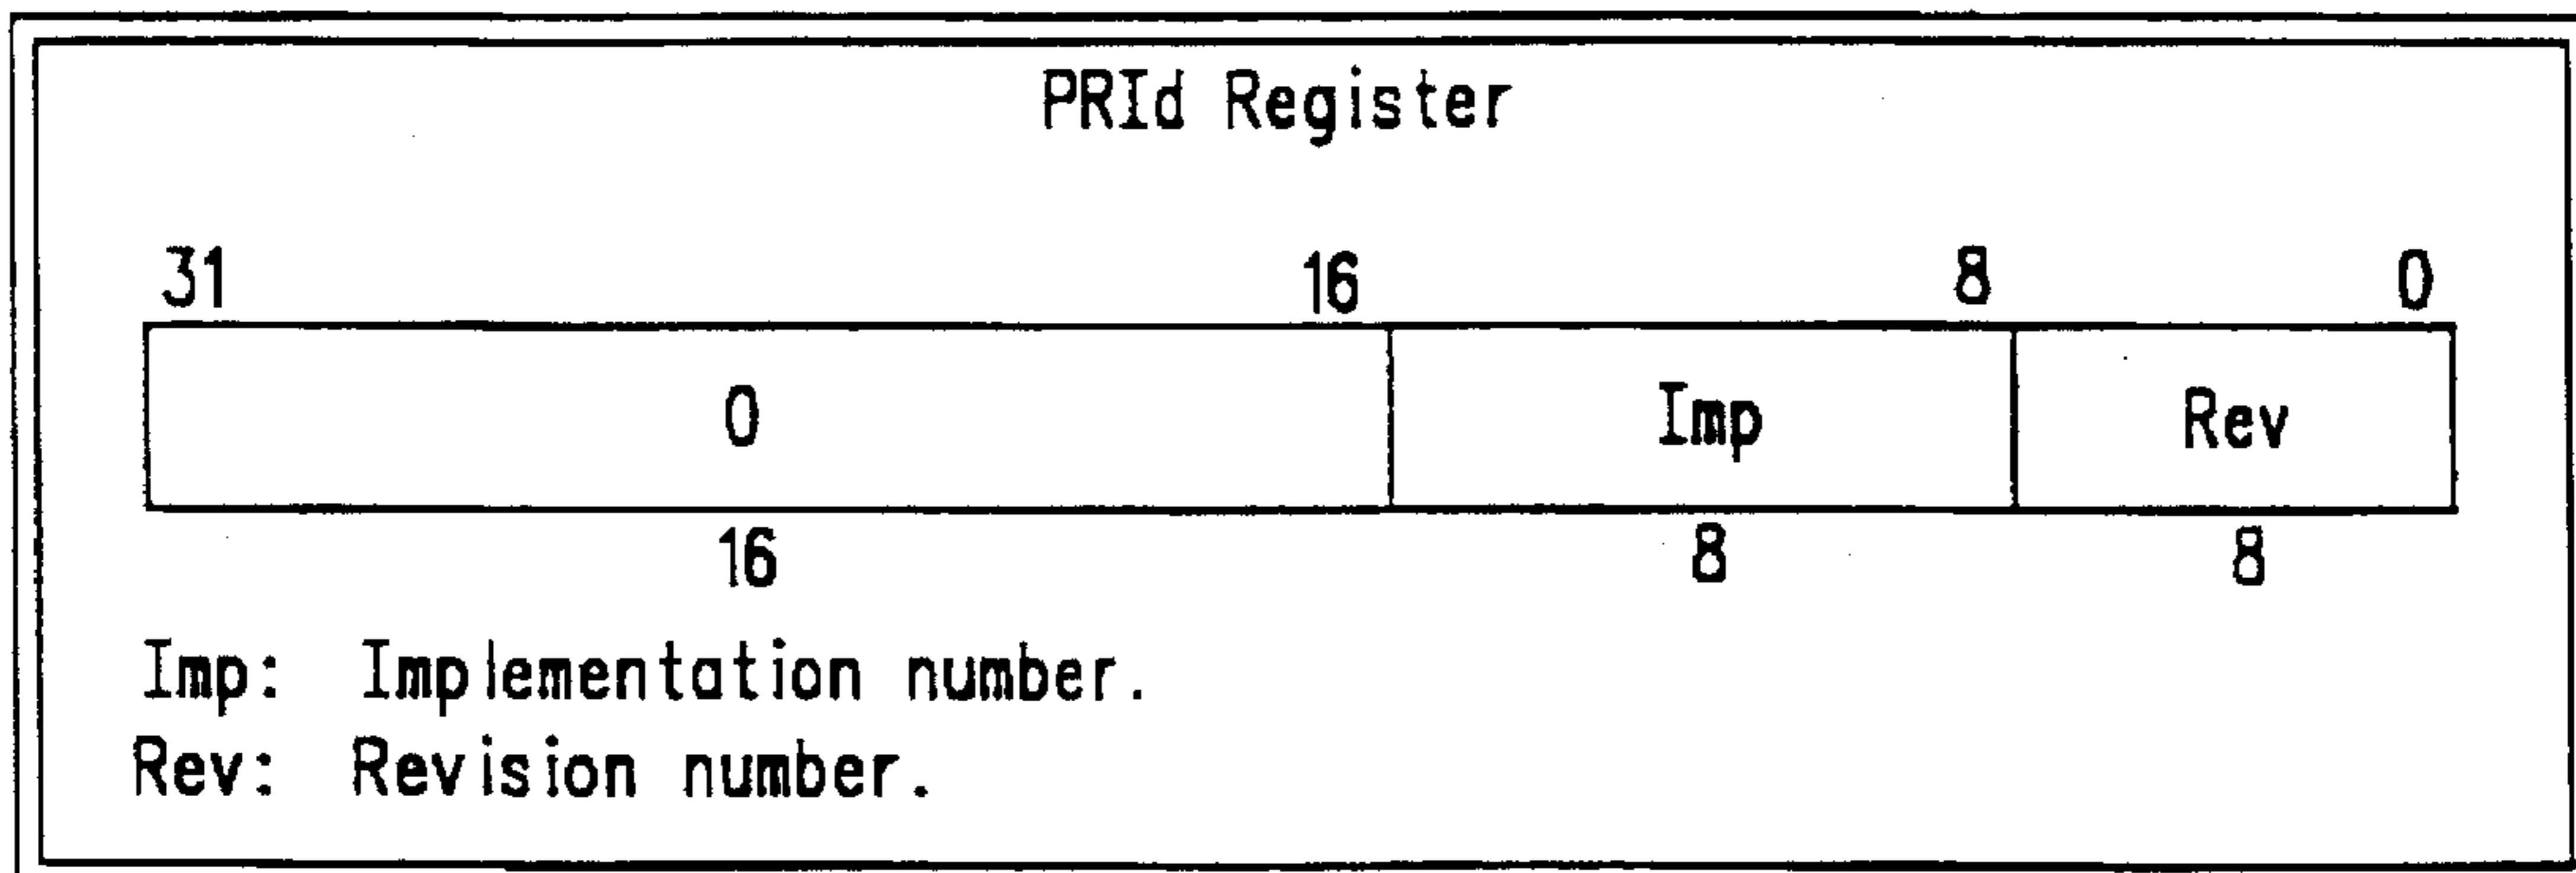 PRId Register
31 16 8 0
0 Imp Rev
16 8 8
Imp: Implementation number.
Rev: Revision number.